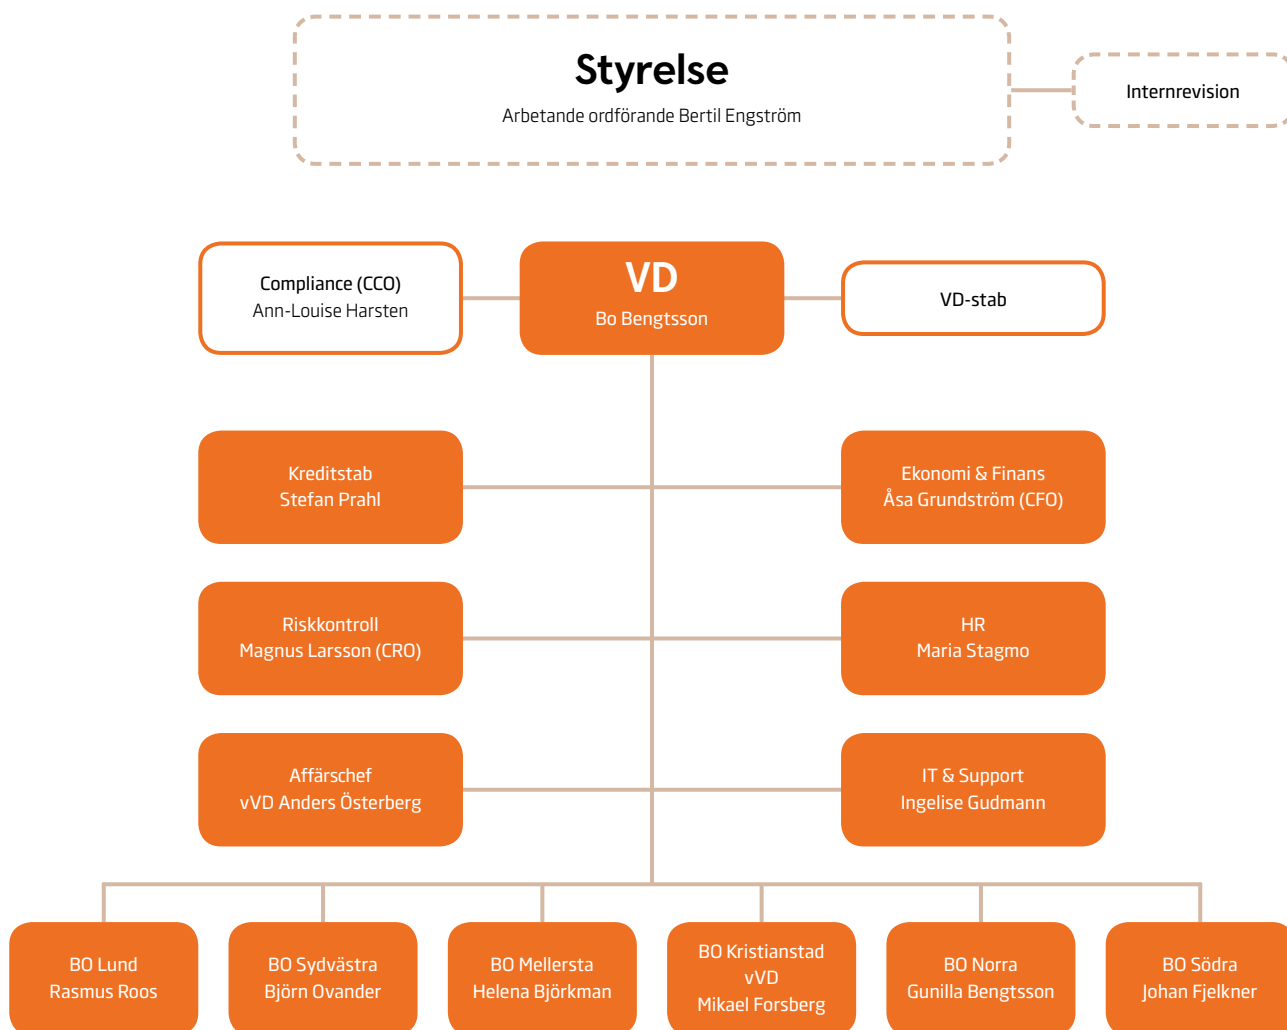 Styrelse
Arbetande ordförande Bertil Engström
Internrevision
Compliance (CCO)
Ann-Louise Harsten
VD
Bo Bengtsson
VD-stab
Kreditstab
Stefan Prahl
Ekonomi & Finans
Åsa Grundström (CFO)
Riskkontroll
Magnus Larsson (CRO)
HR
Maria Stagmo
Affärschef
vVD Anders Österberg
IT & Support
Ingelise Gudmann
BO Lund
Rasmus Roos
BO Sydvästra
Björn Ovander
BO Mellersta
Helena Björkman
BO Kristianstad
vVD
Mikael Forsberg
BO Norra
Gunilla Bengtsson
BO Södra
Johan Fjelkner